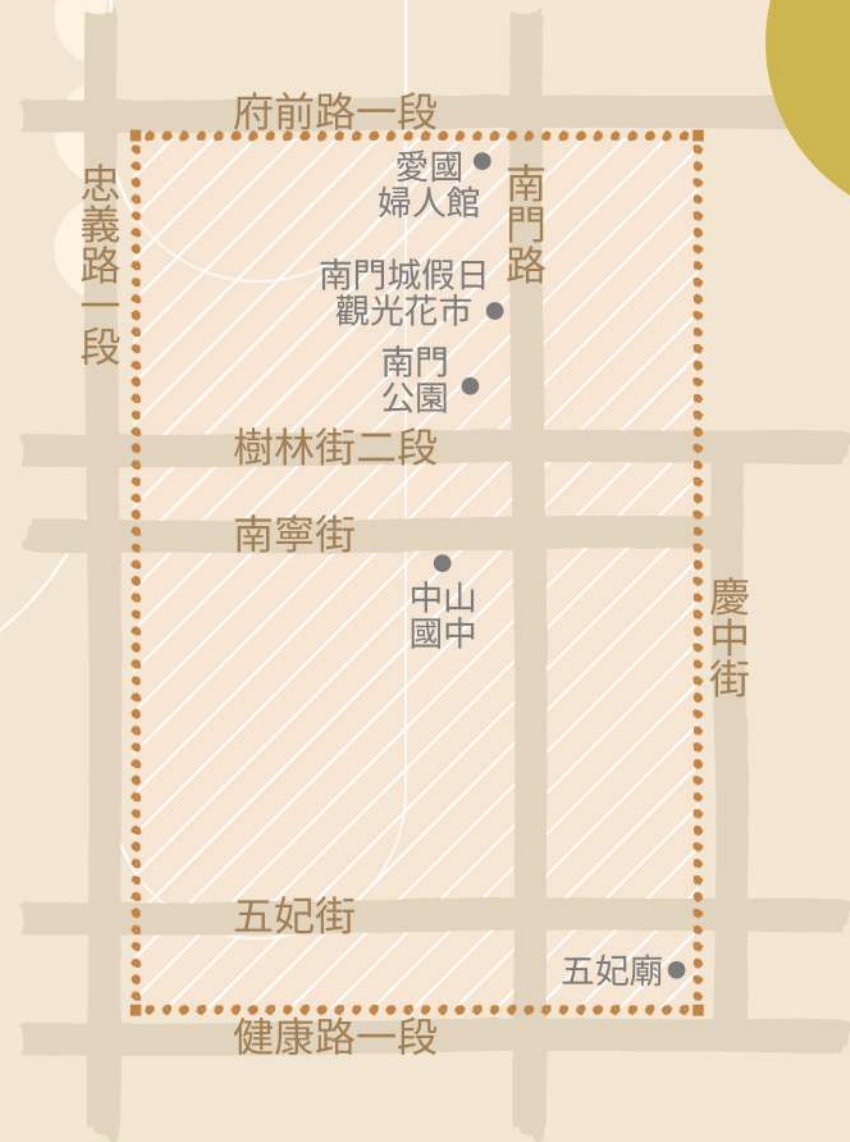 府前路一段
忠義路一段
愛國
婦人館
南門路
南門城假日
觀光花市
南門
公園
樹林街二段
南寧街
中山
國中
慶中街
五妃街
五妃廟
健康路一段